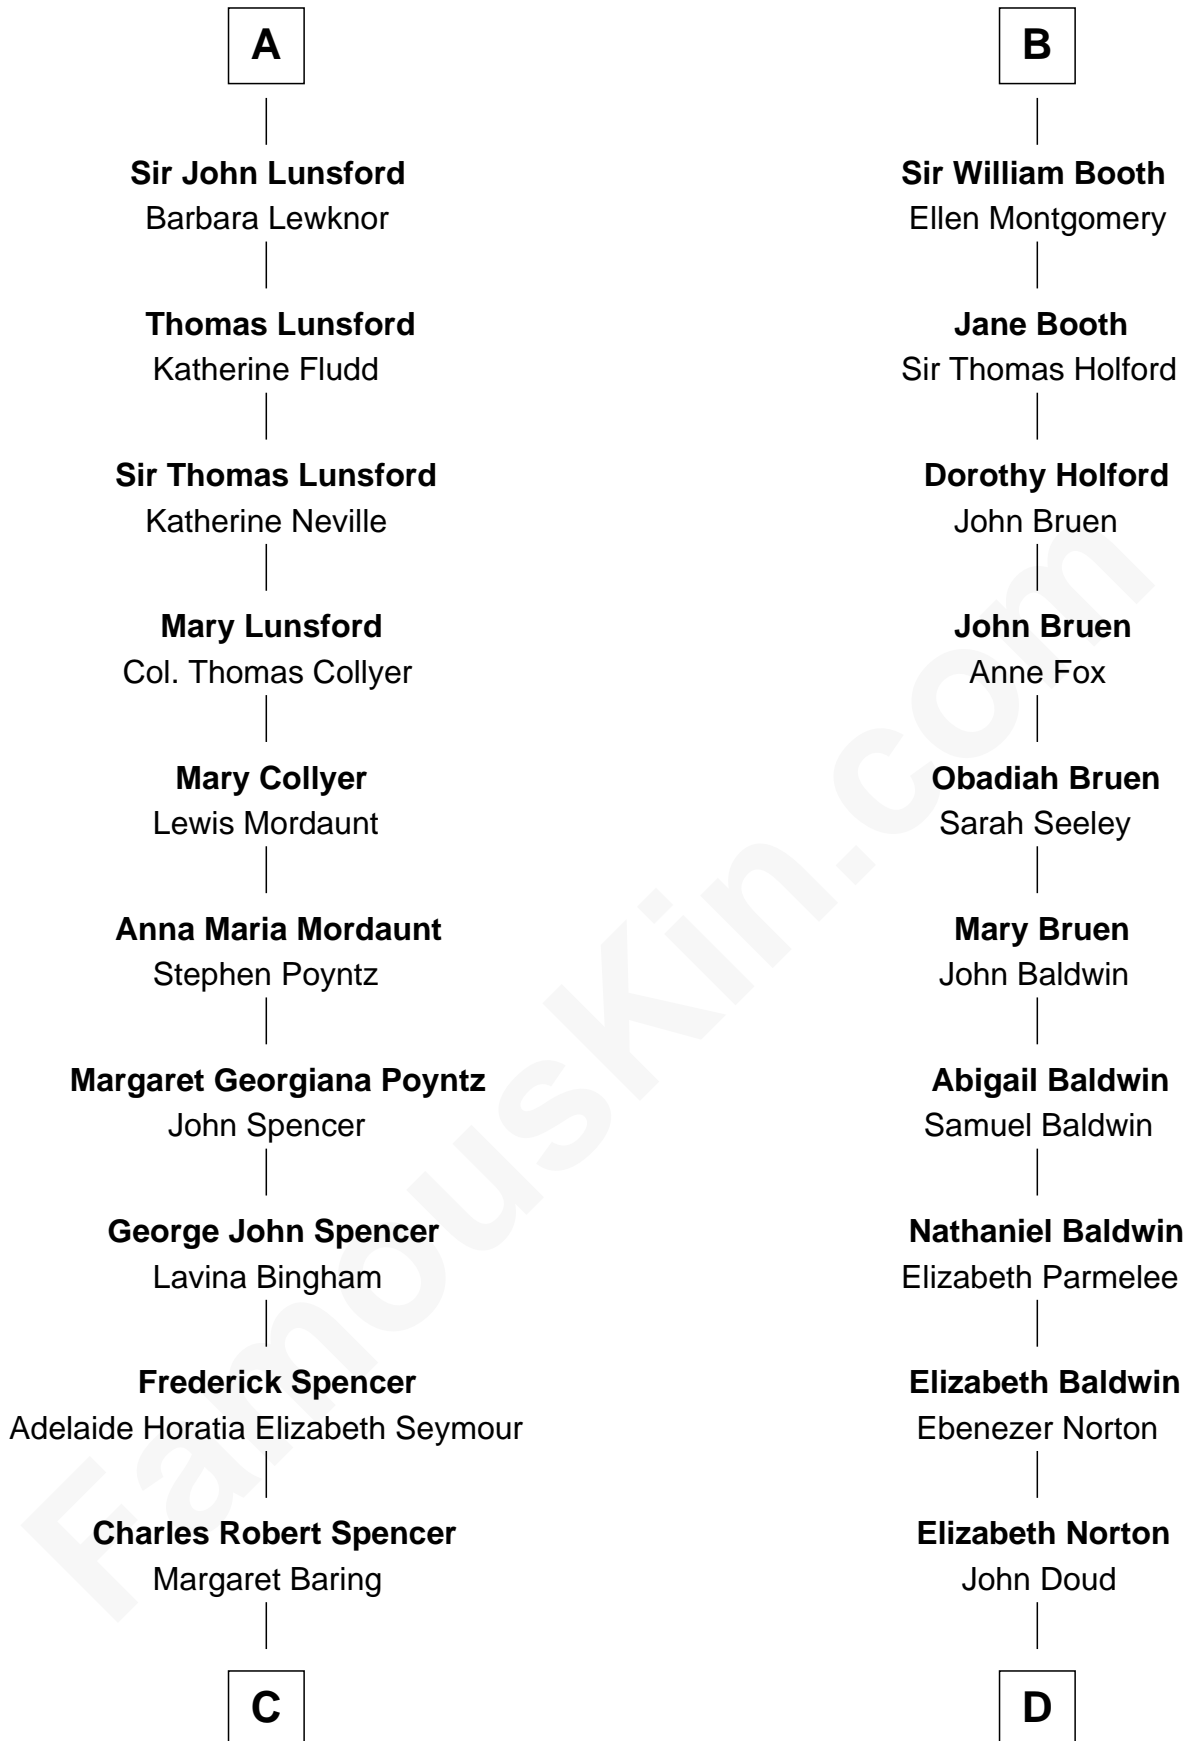 A
Sir John Lunsford
Barbara Lewknor
Thomas Lunsford
Katherine Fludd
Sir Thomas Lunsford
Katherine Neville
Mary Lunsford
Col. Thomas Collyer
Mary Collyer
Lewis Mordaunt
Anna Maria Mordaunt
Stephen Poyntz
Margaret Georgiana Poyntz
John Spencer
George John Spencer
Lavina Bingham
Frederick Spencer
Adelaide Horatia Elizabeth Seymour
Charles Robert Spencer
Margaret Baring
C
B
Sir William Booth
Ellen Montgomery
Jane Booth
Sir Thomas Holford
Dorothy Holford
John Bruen
John Bruen
Anne Fox
Obadiah Bruen
Sarah Seeley
Mary Bruen
John Baldwin
Abigail Baldwin
Samuel Baldwin
Nathaniel Baldwin
Elizabeth Parmelee
Elizabeth Baldwin
Ebenezer Norton
Elizabeth Norton
John Doud
D
FamousKin.com